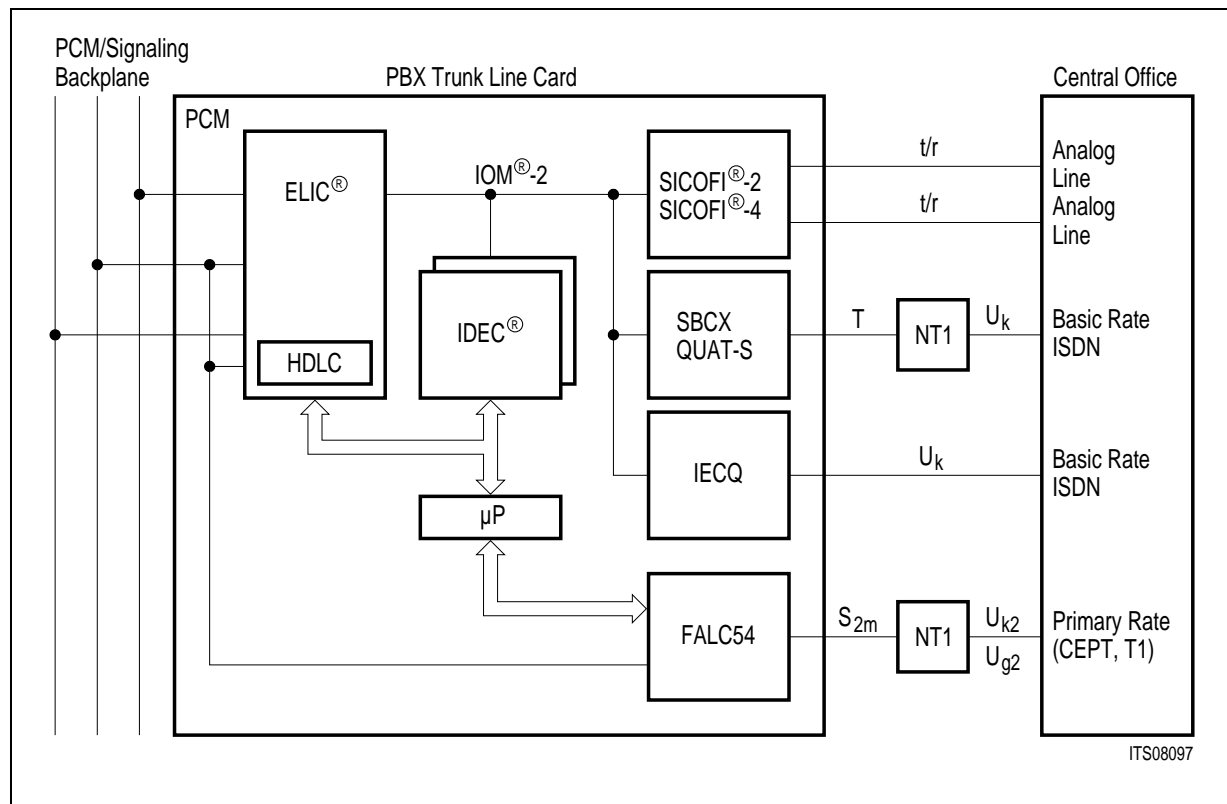 PCM/Signaling
Backplane
PBX Trunk Line Card
Central Office
PCM
ELIC®
HDLC
IOM®-2
IDEC®
µP
SICOFI®-2
SICOFI®-4
t/r
Analog
Line
t/r
Analog
Line
SBCX
QUAT-S
T
NT1
Uk
Basic Rate
ISDN
IECQ
Uk
Basic Rate
ISDN
FALC54
S2m
NT1
Uk2
Ug2
Primary Rate
(CEPT, T1)
ITS08097